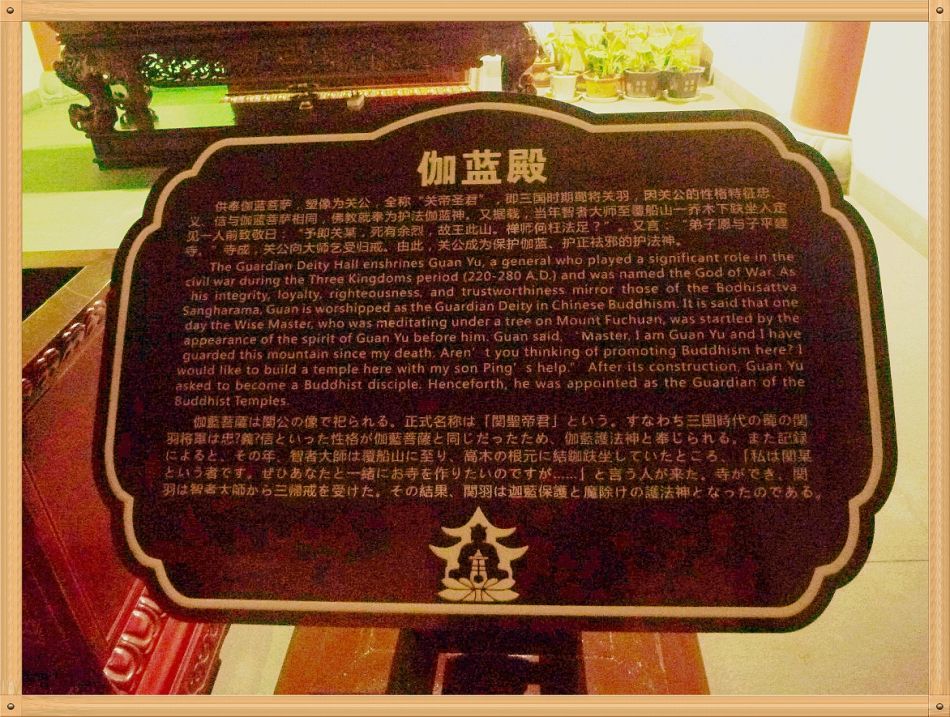 伽蓝殿
供奉伽蓝菩萨，塑像为关公，全称“关帝圣君”，即三国时期蜀将关羽，因关公的性格特征忠
义、信与伽蓝菩萨相同，佛教就奉为护法伽蓝神。又据载，当年智者大师至覆船山一乔木下趺坐入定
见一人前致敬曰：“予即关某，死有余烈，故王此山。禅师何枉法足？”。又言：“弟子愿与子平建
寺。”寺成，关公向大师乞受归戒。由此，关公成为保护伽蓝、护正祛邪的护法神。
The Guardian Deity Hall enshrines Guan Yu, a general who played a significant role in the
civil war during the Three Kingdoms period (220-280 A.D.) and was named the God of War. As
his integrity, loyalty, righteousness, and trustworthiness mirror those of the Bodhisattva
Sangharama, Guan is worshipped as the Guardian Deity in Chinese Buddhism. It is said that one
day the Wise Master, who was meditating under a tree on Mount Fuchuan, was startled by the
appearance of the spirit of Guan Yu before him. Guan said, “Master, I am Guan Yu and I have
guarded this mountain since my death. Aren’t you thinking of promoting Buddhism here? I
would like to build a temple here with my son Ping’s help.” After its construction, Guan Yu
asked to become a Buddhist disciple. Henceforth, he was appointed as the Guardian of the
Buddhist Temples.
伽藍菩薩は関公の像で祀られる。正式名称は「関聖帝君」という。すなわち三国時代の蜀の関
羽将軍は忠?義?信といった性格が伽藍菩薩と同じだったため、伽藍護法神と奉じられる。また記録
によると、その年、智者大師は覆船山に至り、高木の根元に結跏趺坐していたところ、「私は関某
という者です。ぜひあなたと一緒にお寺を作りたいのですが……」と言う人が来た。寺ができ、関
羽は智者大師から三帰戒を受けた。その結果、関羽は迦藍保護と魔除けの護法神となったのである。